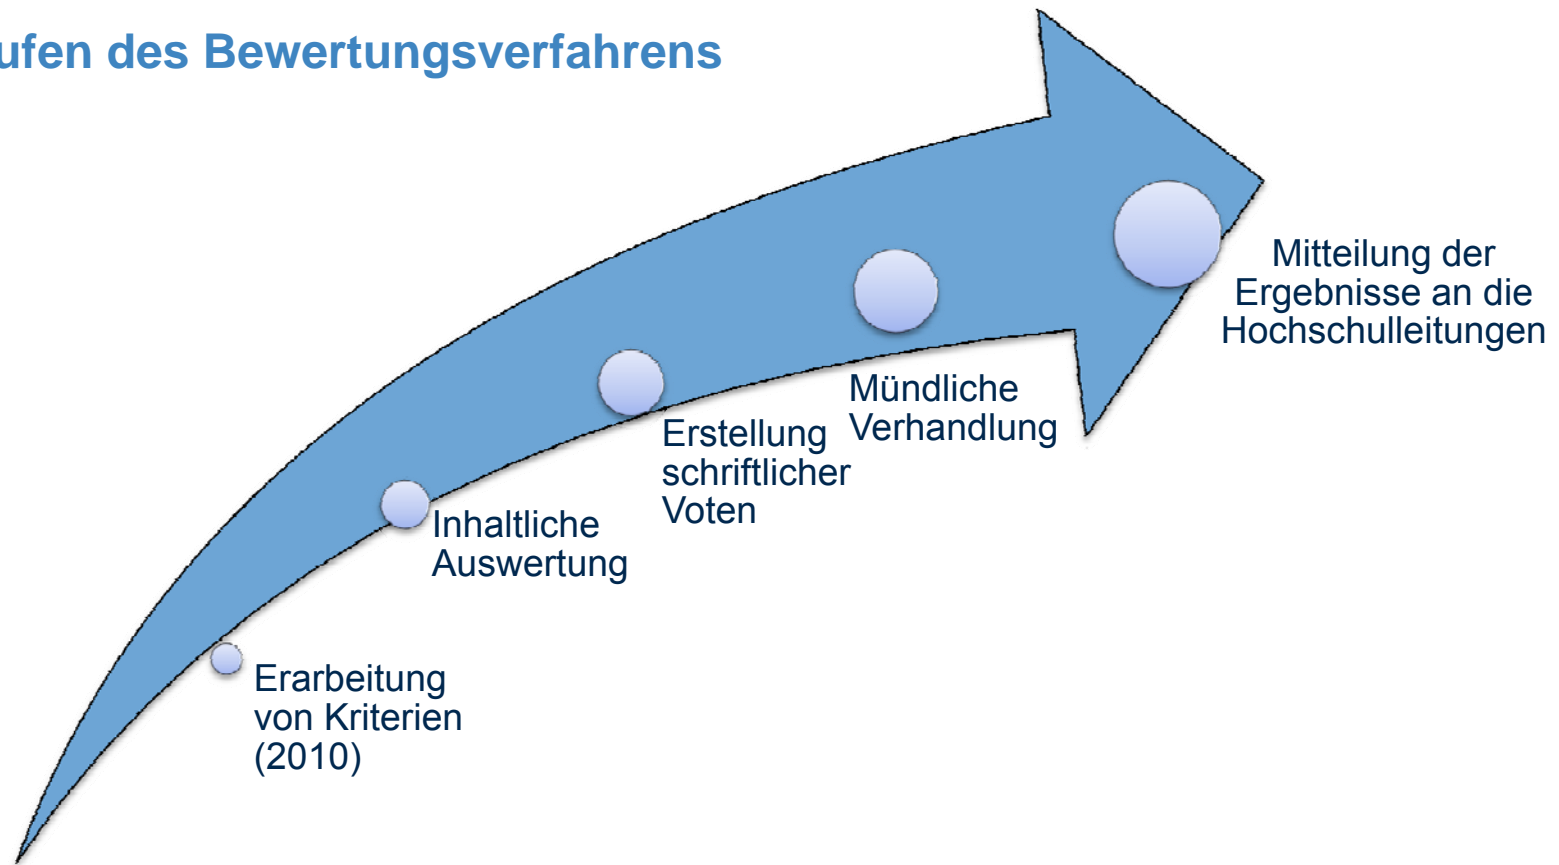 ufen des Bewertungsverfahrens
Erarbeitung
von Kriterien
(2010)
Inhaltliche
Auswertung
Erstellung
schriftlicher
Voten
Mündliche
Verhandlung
Mitteilung der
Ergebnisse an die
Hochschulleitungen